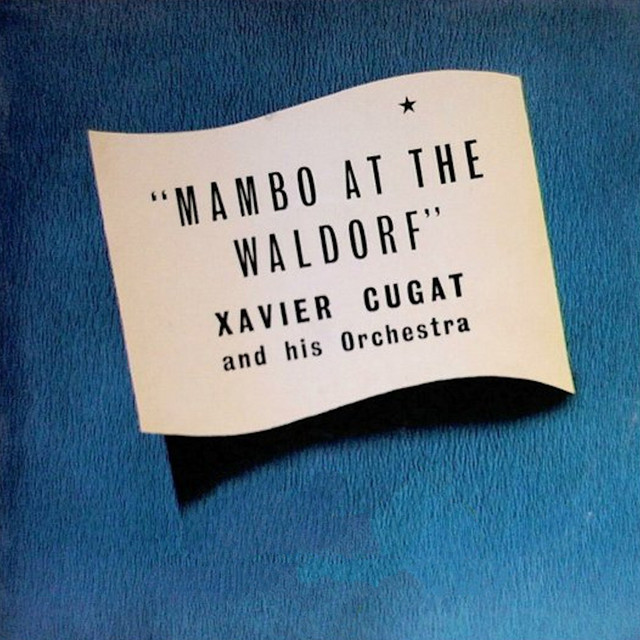 "MAMBO AT THE
WALDORF"
XAVIER CUGAT
and his Orchestra